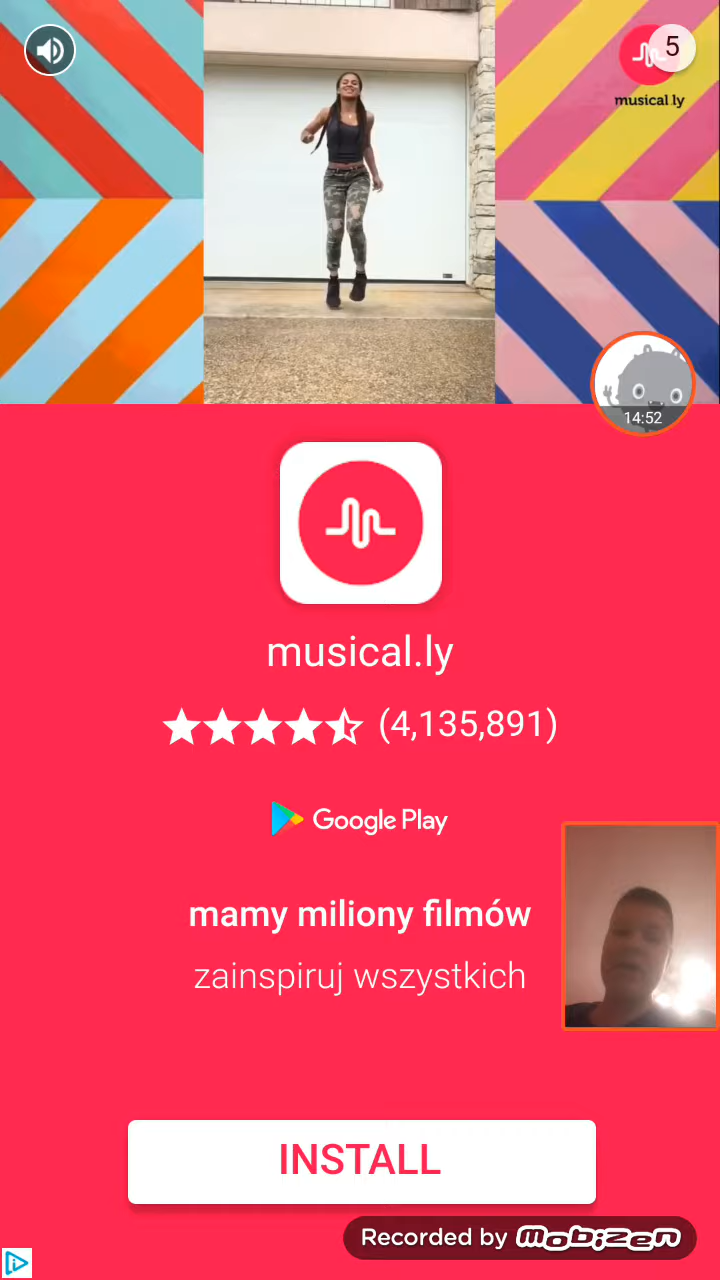 5
musical.ly
14:52
musical.ly
(4,135,891)
Google Play
mamy miliony filmów
zainspiruj wszystkich
INSTALL
Recorded by mobizen